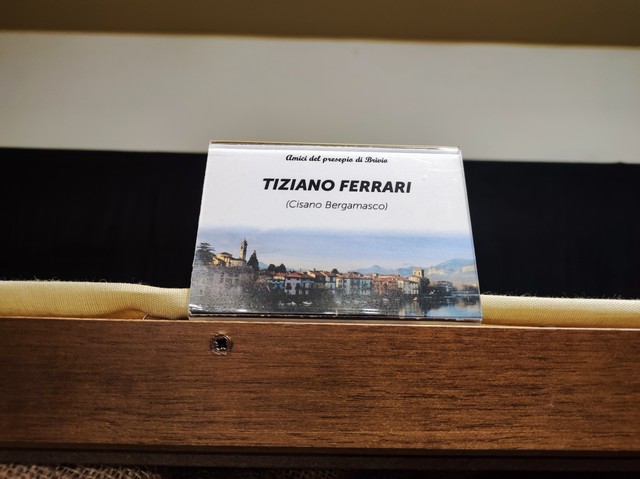 Amici del presepio di Brivio
TIZIANO FERRARI
(Cisano Bergamasco)